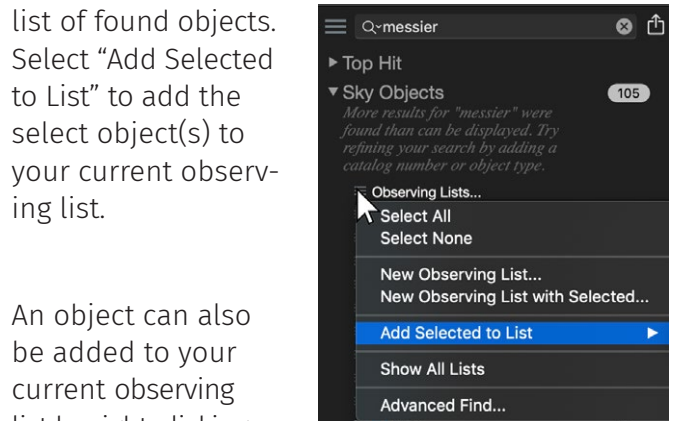 list of found objects.
Select “Add Selected
to List” to add the
select object(s) to
your current observ-
ing list.
An object can also
be added to your
current observing
messier
Top Hit
Sky Objects 105
More results for "messier" were
found than can be displayed. Try
refining your search by adding a
catalog number or object type.
Observing Lists...
Select All
Select None
New Observing List...
New Observing List with Selected...
Add Selected to List
Show All Lists
Advanced Find...